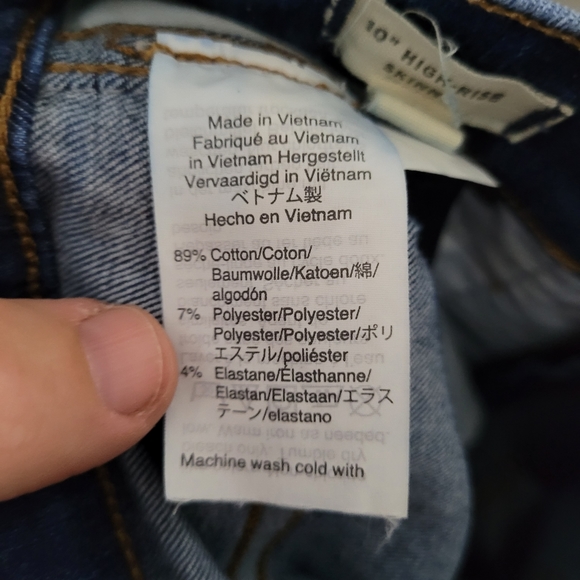 10" HIGH-RISE
SKINNY
Made in Vietnam
Fabriqué au Vietnam
in Vietnam Hergestellt
Vervaardigd in Viëtnam
ベトナム製
Hecho en Vietnam
89% Cotton/Coton/
Baumwolle/Katoen/綿/
algodón
7% Polyester/Polyester/
Polyester/Polyester/ポリ
エステル/poliéster
4% Elastane/Élasthanne/
Elastan/Elastaan/エラス
テーン/elastano
Machine wash cold with